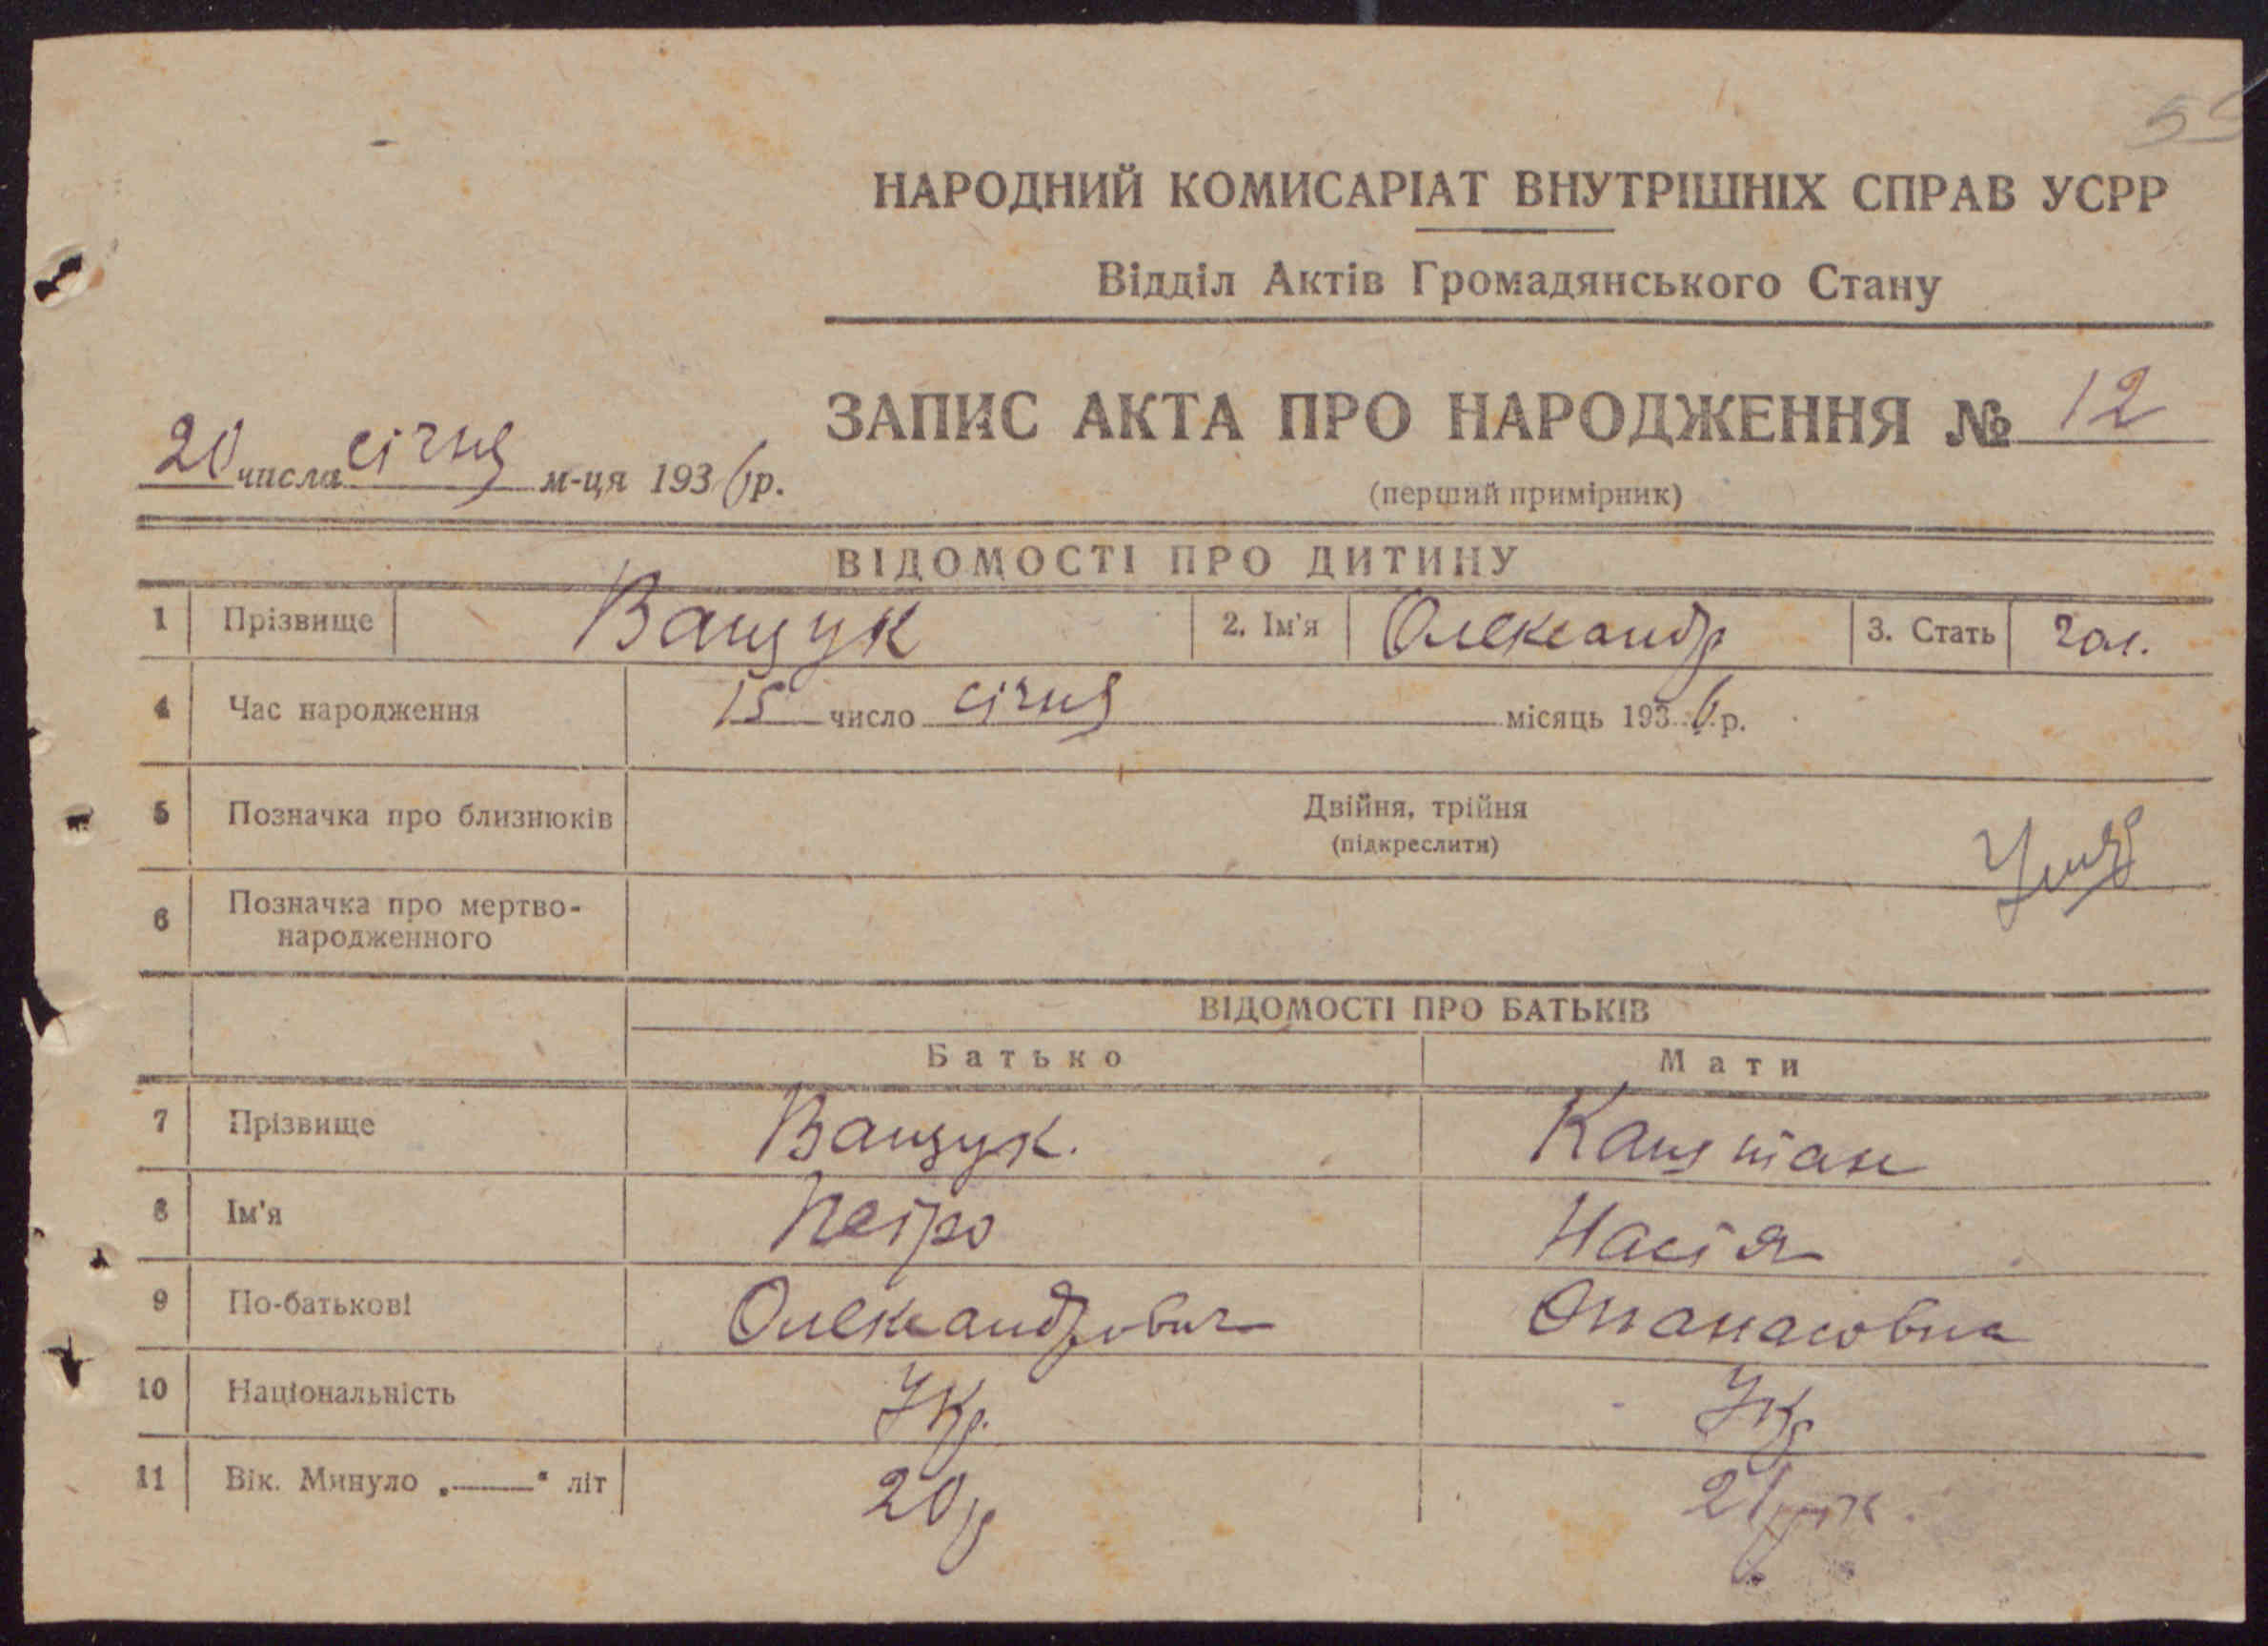 НАРОДНИЙ КОМИСАРІАТ ВНУТРІШНІХ СПРАВ УСРР
Відділ Актів Громадянського Стану
ЗАПИС АКТА ПРО НАРОДЖЕННЯ № 12
20 числа січня м-ця 1936 р.
(перший примірник)
ВІДОМОСТІ ПРО ДИТИНУ
1 Прізвище Ващук 2. Ім'я Олександр 3. Стать чол.
4 Час народження 15 число січня місяць 1936 р.
5 Позначка про близнюків Двійня, трійня
(підкреслити)
6 Позначка про мертво-
народженного
ВІДОМОСТІ ПРО БАТЬКІВ
Батько Мати
7 Прізвище Ващук. Каштан
8 Ім'я Петро Настя
9 По-батькові Олександрович Опанасовна
10 Національність Укр. Укр
11 Вік. Минуло „——" літ 20 р 21